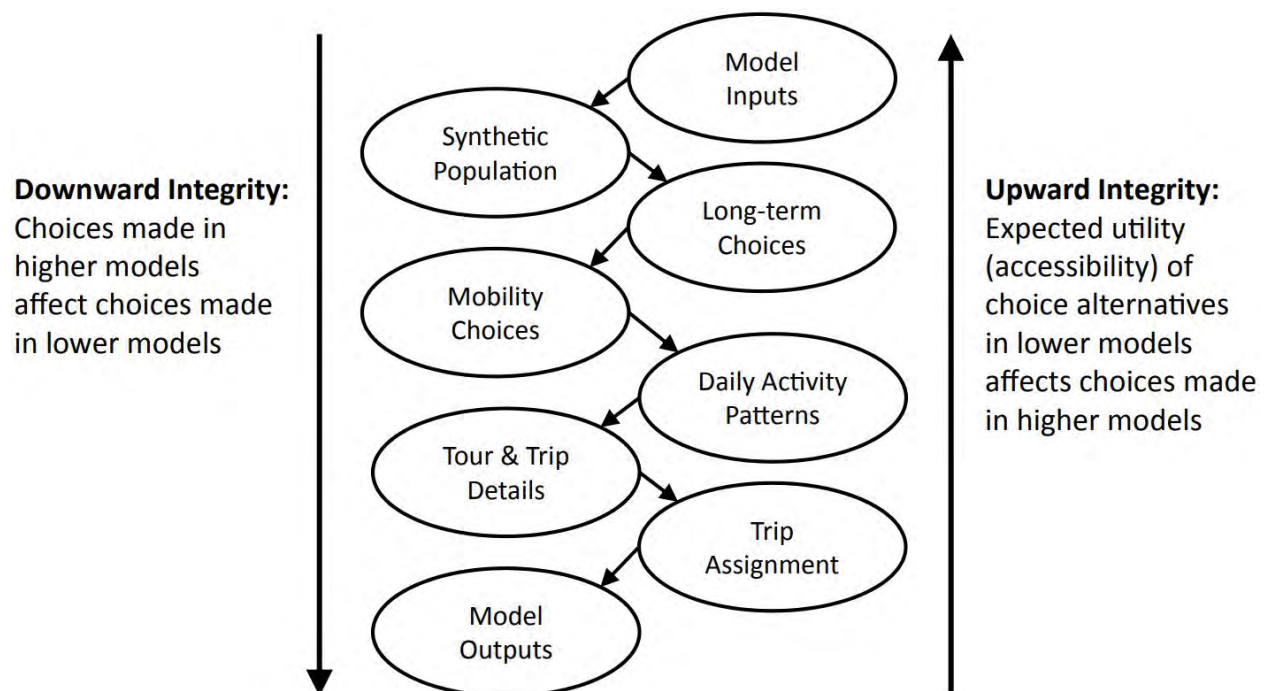 Model
Inputs
Synthetic
Population
Downward Integrity:
Choices made in
higher models
affect choices made
in lower models
Long-term
Choices
Mobility
Choices
Daily Activity
Patterns
Tour & Trip
Details
Trip
Assignment
Model
Outputs
Upward Integrity:
Expected utility
(accessibility) of
choice alternatives
in lower models
affects choices made
in higher models